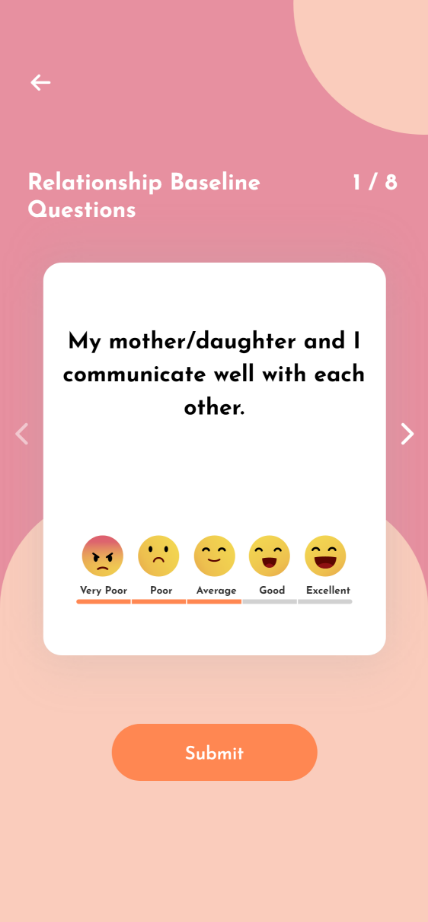 Relationship Baseline 1 / 8
Questions
My mother/daughter and I
communicate well with each
other.
Very Poor Poor Average Good Excellent
Submit